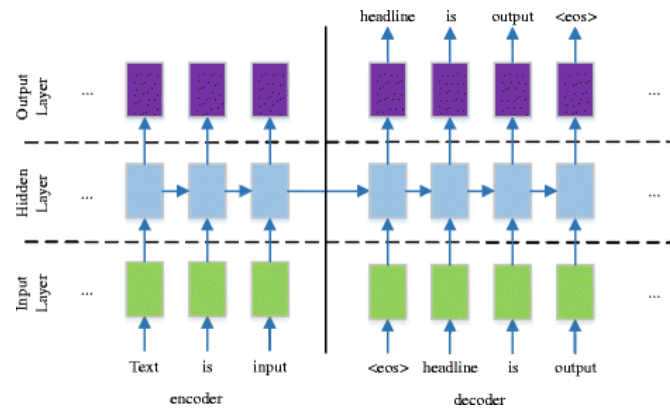 headline is output <eos>
Output
Layer
... ...
Hidden
Layer
... ...
Input
Layer
... ...
Text is input <eos> headline is output
encoder decoder